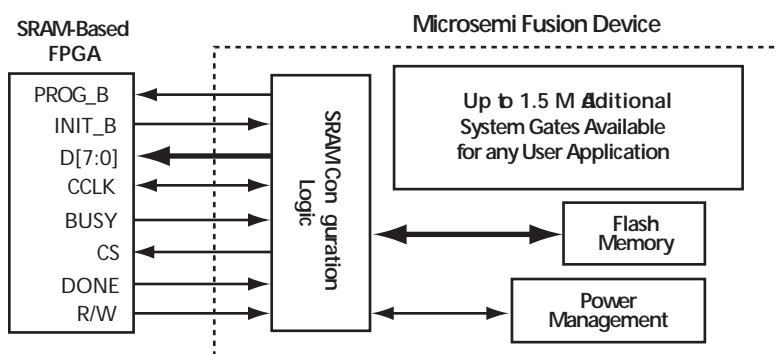 SRAM-Based
FPGA
Microsemi Fusion Device
PROG_B
INIT_B
D[7:0]
CCLK
BUSY
CS
DONE
R/W
SRAM Con guration
Logic
Up to 1.5 M dditional
System Gates Available
for any User Application
Flash
Memory
Power
Management